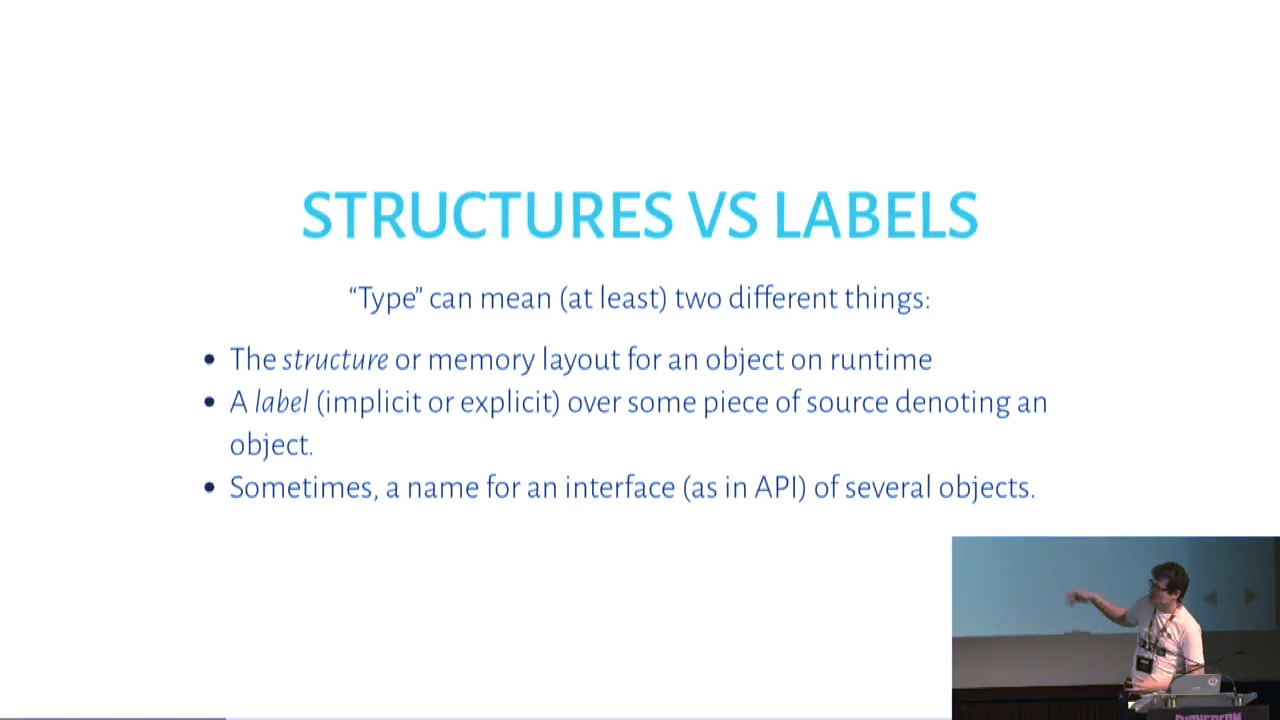 STRUCTURES VS LABELS
“Type” can mean (at least) two different things:
The structure or memory layout for an object on runtime
A label (implicit or explicit) over some piece of source denoting an
object.
Sometimes, a name for an interface (as in API) of several objects.